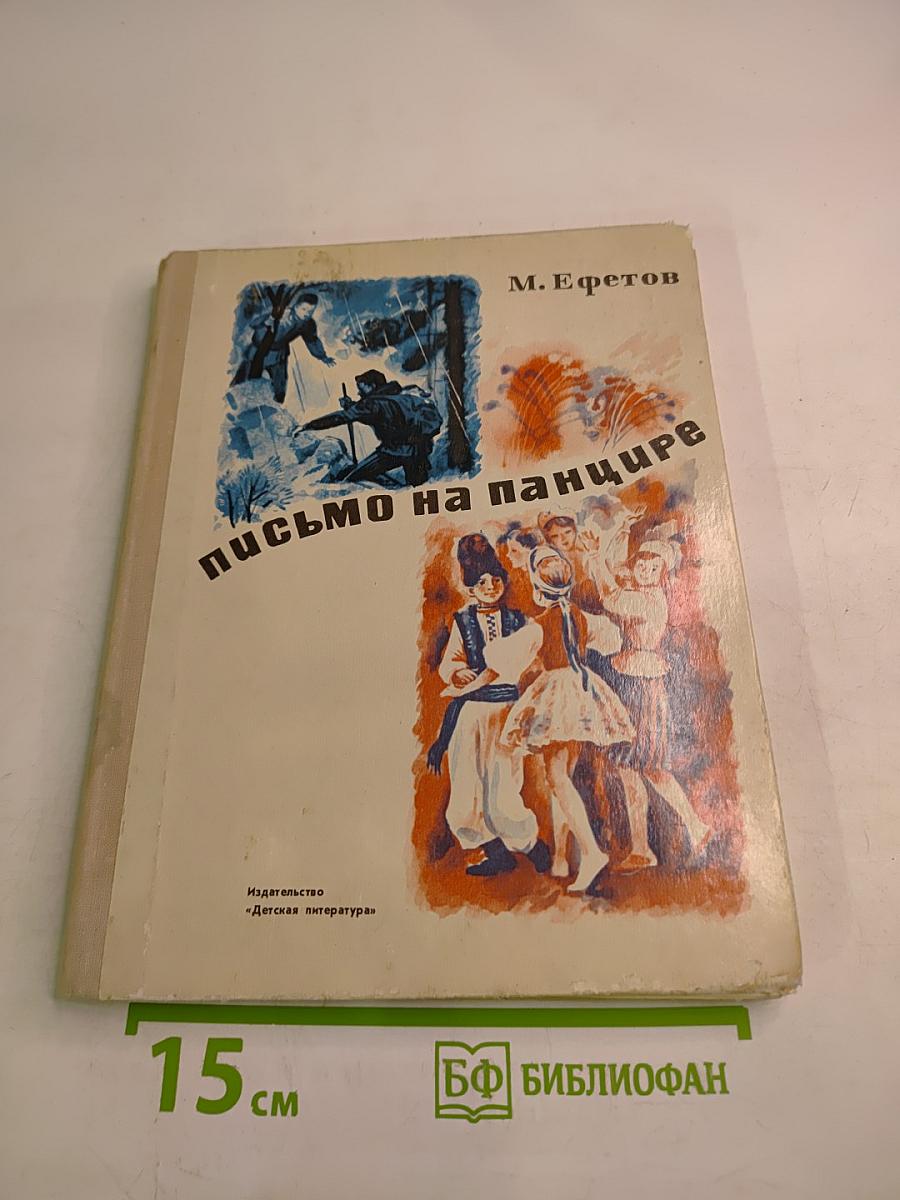 М. Ефетов
письмо на панцире
Издательство
«Детская литература»
15 см
БФ БИБЛИОФАН